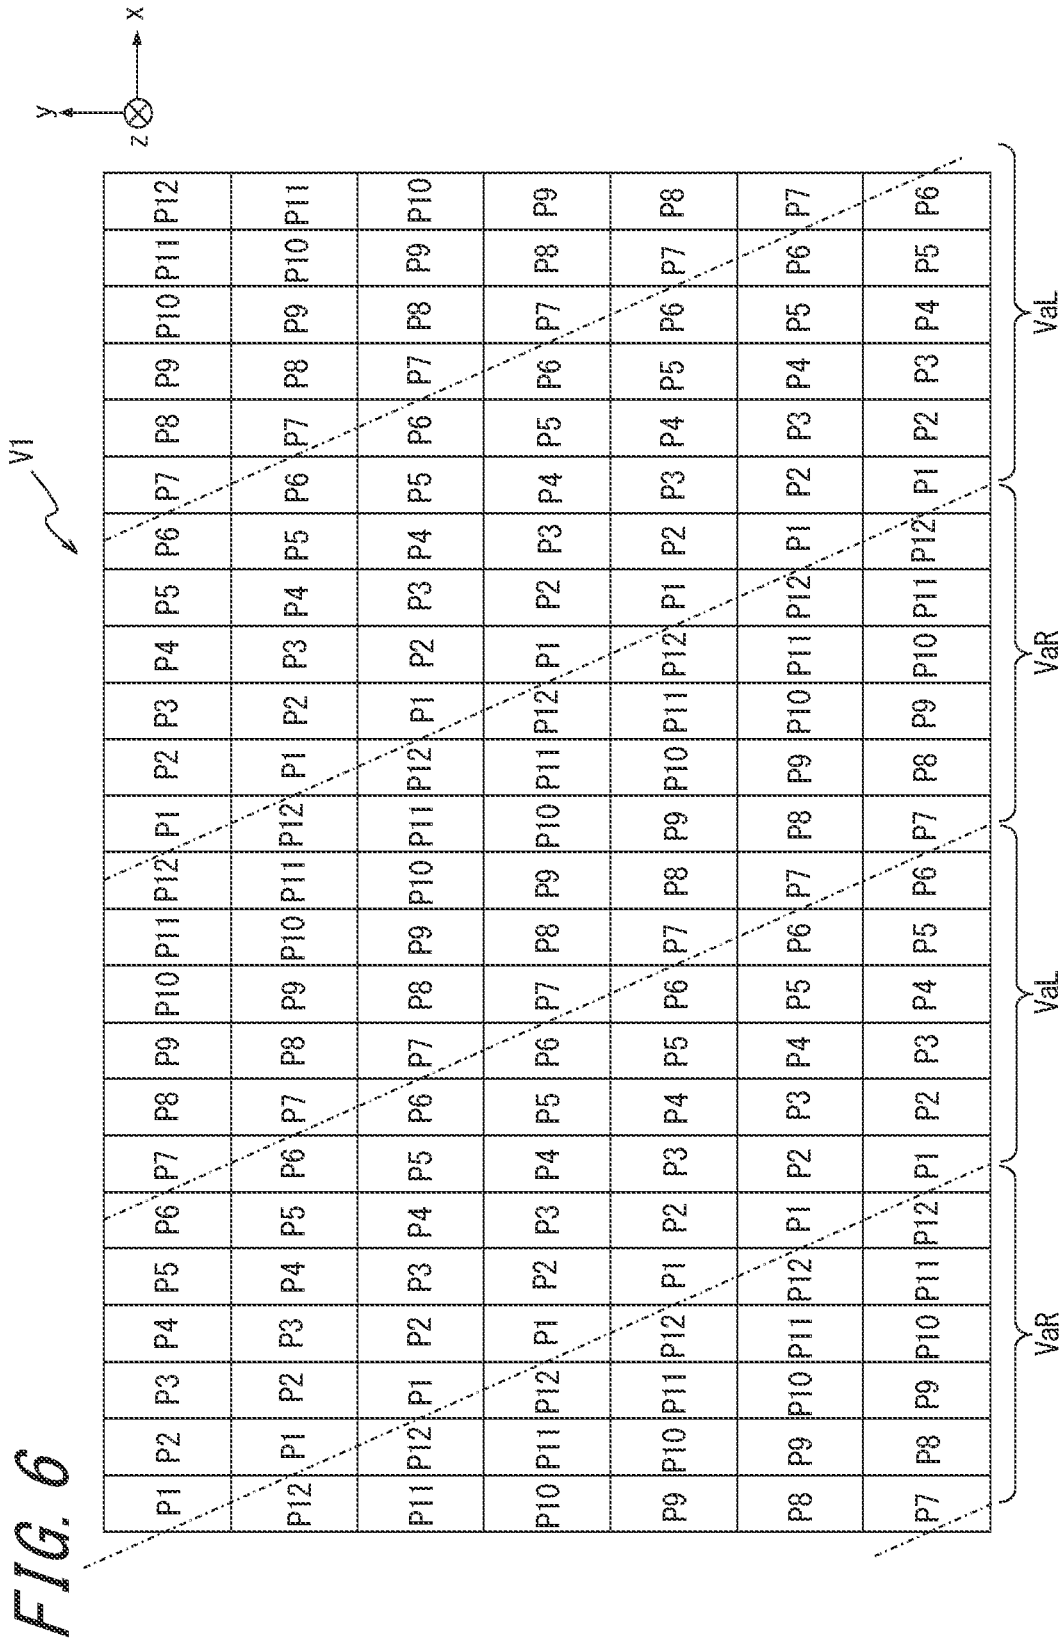 FIG. 6
V1
y
x
z
P1 P2 P3 P4 P5 P6 P7 P8 P9 P10 P11 P12 P1 P2 P3 P4 P5 P6 P7 P8 P9 P10 P11 P12
P12 P1 P2 P3 P4 P5 P6 P7 P8 P9 P10 P11 P12 P1 P2 P3 P4 P5 P6 P7 P8 P9 P10 P11
P11 P12 P1 P2 P3 P4 P5 P6 P7 P8 P9 P10 P11 P12 P1 P2 P3 P4 P5 P6 P7 P8 P9 P10
P10 P11 P12 P1 P2 P3 P4 P5 P6 P7 P8 P9 P10 P11 P12 P1 P2 P3 P4 P5 P6 P7 P8 P9
P9 P10 P11 P12 P1 P2 P3 P4 P5 P6 P7 P8 P9 P10 P11 P12 P1 P2 P3 P4 P5 P6 P7 P8
P8 P9 P10 P11 P12 P1 P2 P3 P4 P5 P6 P7 P8 P9 P10 P11 P12 P1 P2 P3 P4 P5 P6 P7
P7 P8 P9 P10 P11 P12 P1 P2 P3 P4 P5 P6 P7 P8 P9 P10 P11 P12 P1 P2 P3 P4 P5 P6
VaR VaL VaR VaL